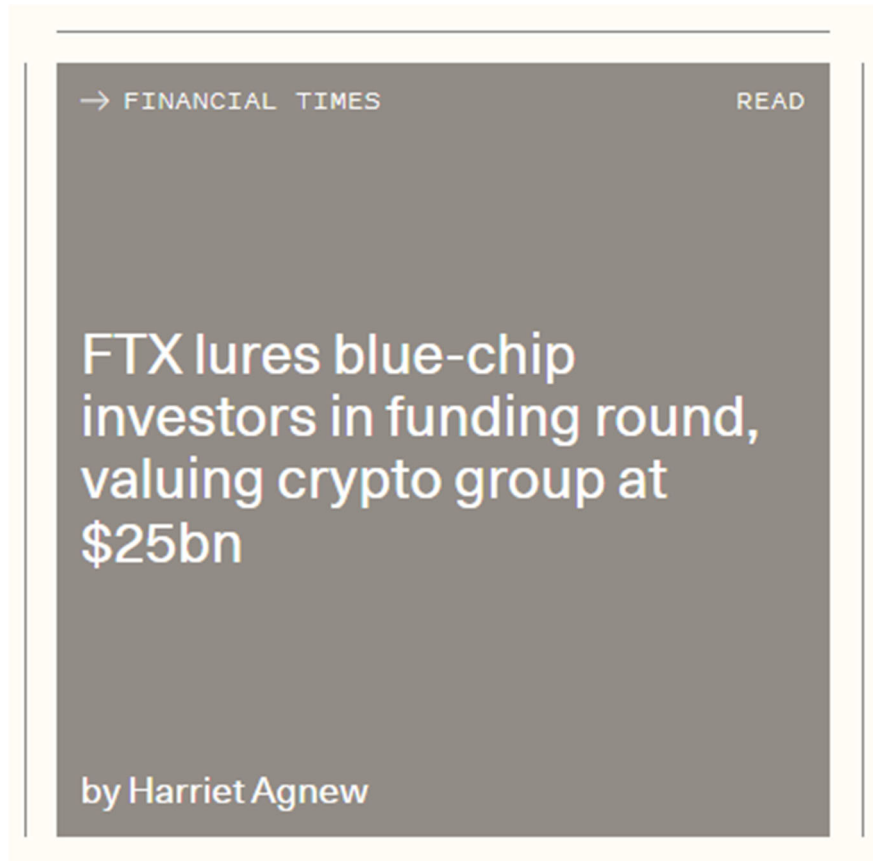 → FINANCIAL TIMES READ
FTX lures blue-chip
investors in funding round,
valuing crypto group at
$25bn
by Harriet Agnew